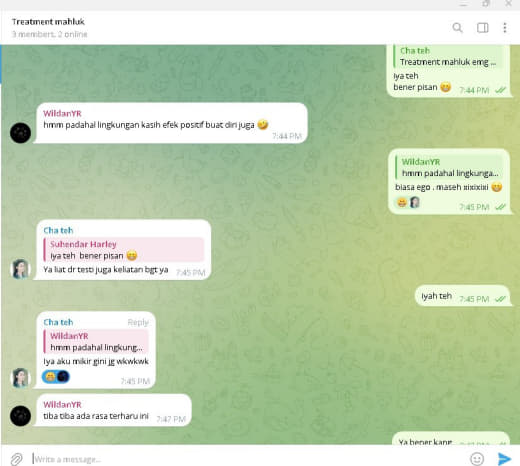 Treatment mahluk
3 members, 2 online
Cha teh
Treatment mahluk emg ...
iya teh
bener pisan 😄
7:44 PM
WildanYR
hmm padahal lingkungan kasih efek positif buat diri juga 🤣
7:44 PM
WildanYR
hmm padahal lingkunga...
biasa ego . maseh xixixixi 😄
7:45 PM
Cha teh
Suhendar Harley
iya teh bener pisan 😄
Ya liat dr testi juga keliatan bgt ya 7:45 PM
iyah teh 7:45 PM
Cha teh Reply
WildanYR
hmm padahal lingkung...
Iya aku mikir gini jg wkwkwk
7:45 PM
WildanYR
tiba tiba ada rasa terharu ini 7:47 PM
Ya bener kang
Write a message...